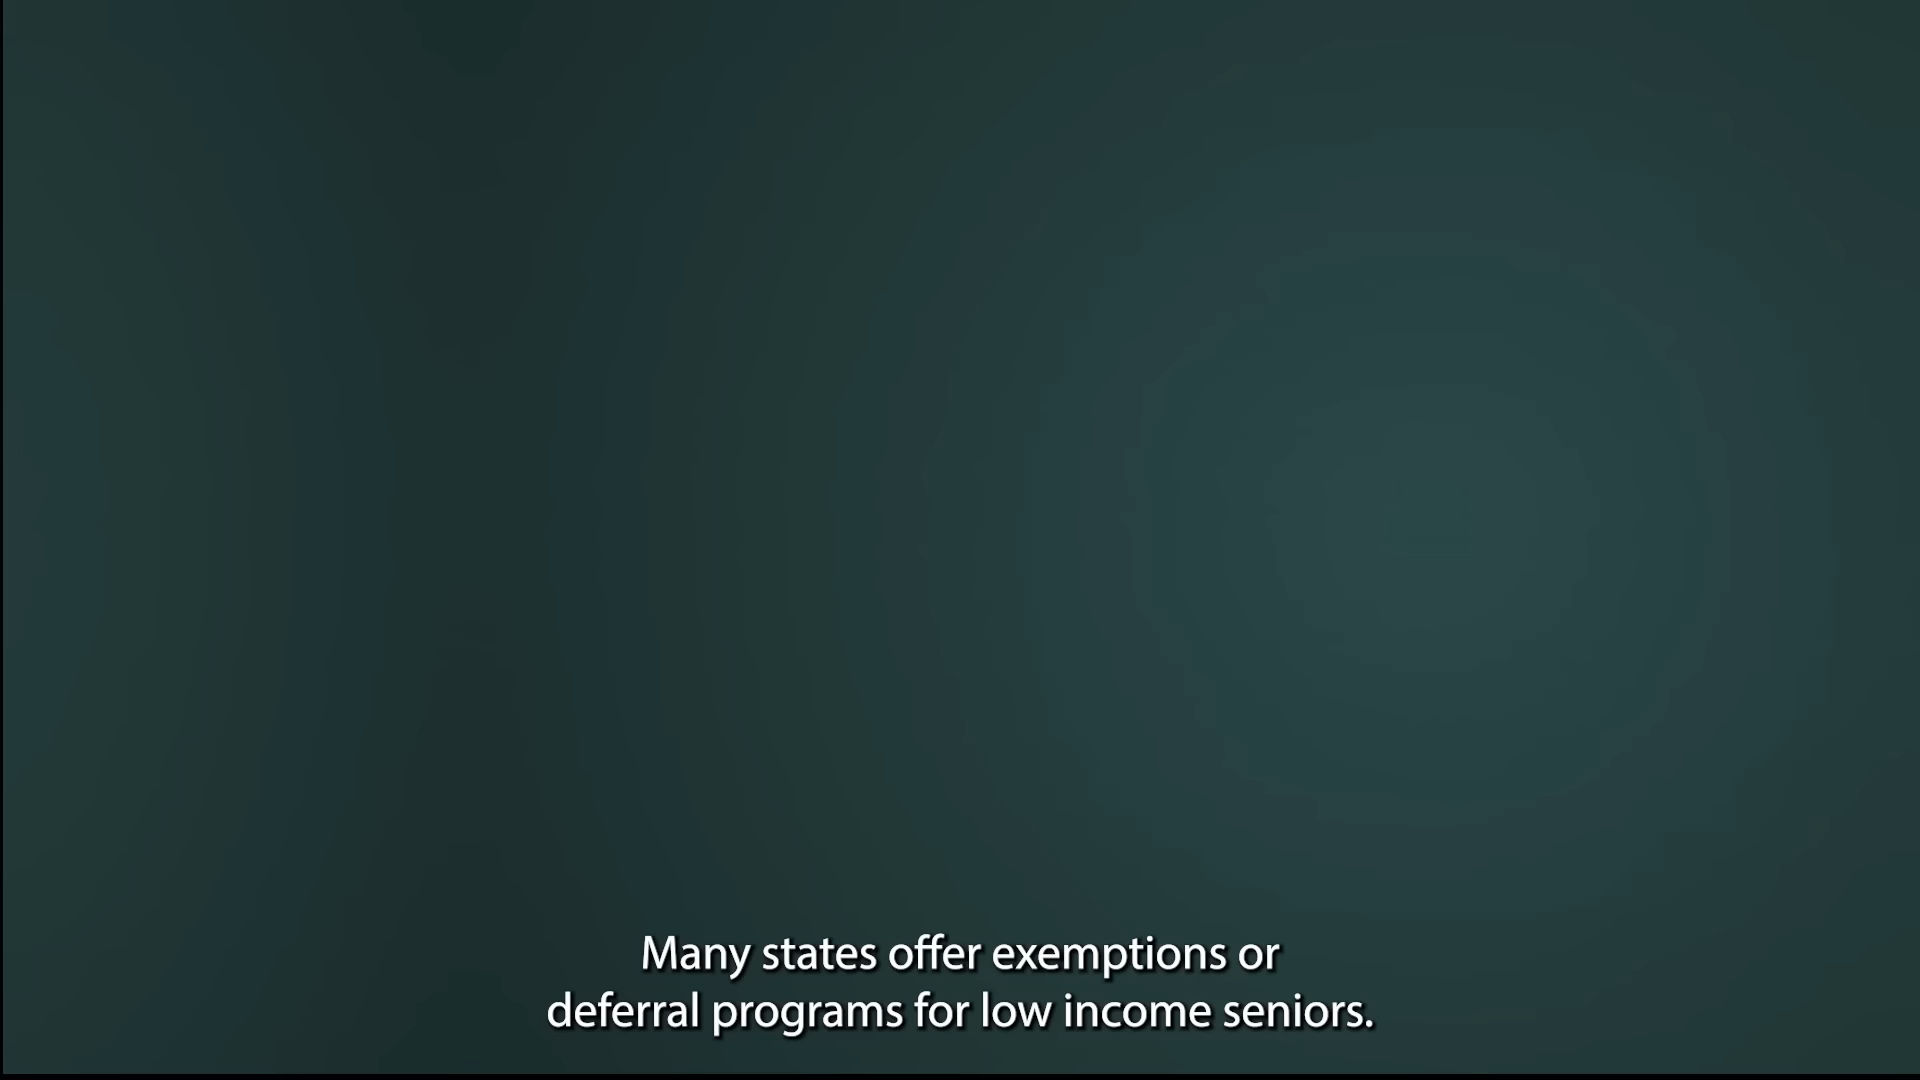 Many states offer exemptions or
deferral programs for low income seniors.